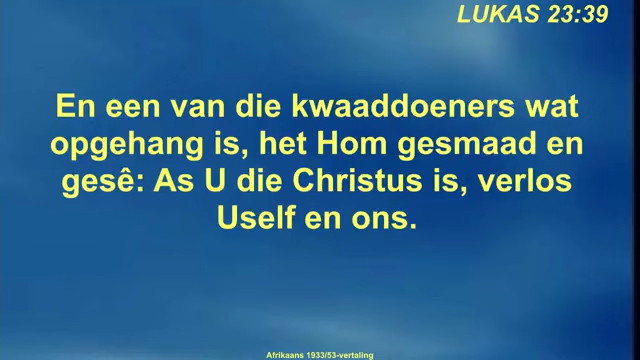 LUKAS 23:39
En een van die kwaaddoeners wat
opgehang is, het Hom gesmaad en
gesê: As U die Christus is, verlos
Uself en ons.
Afrikaans 1933/53-vertaling